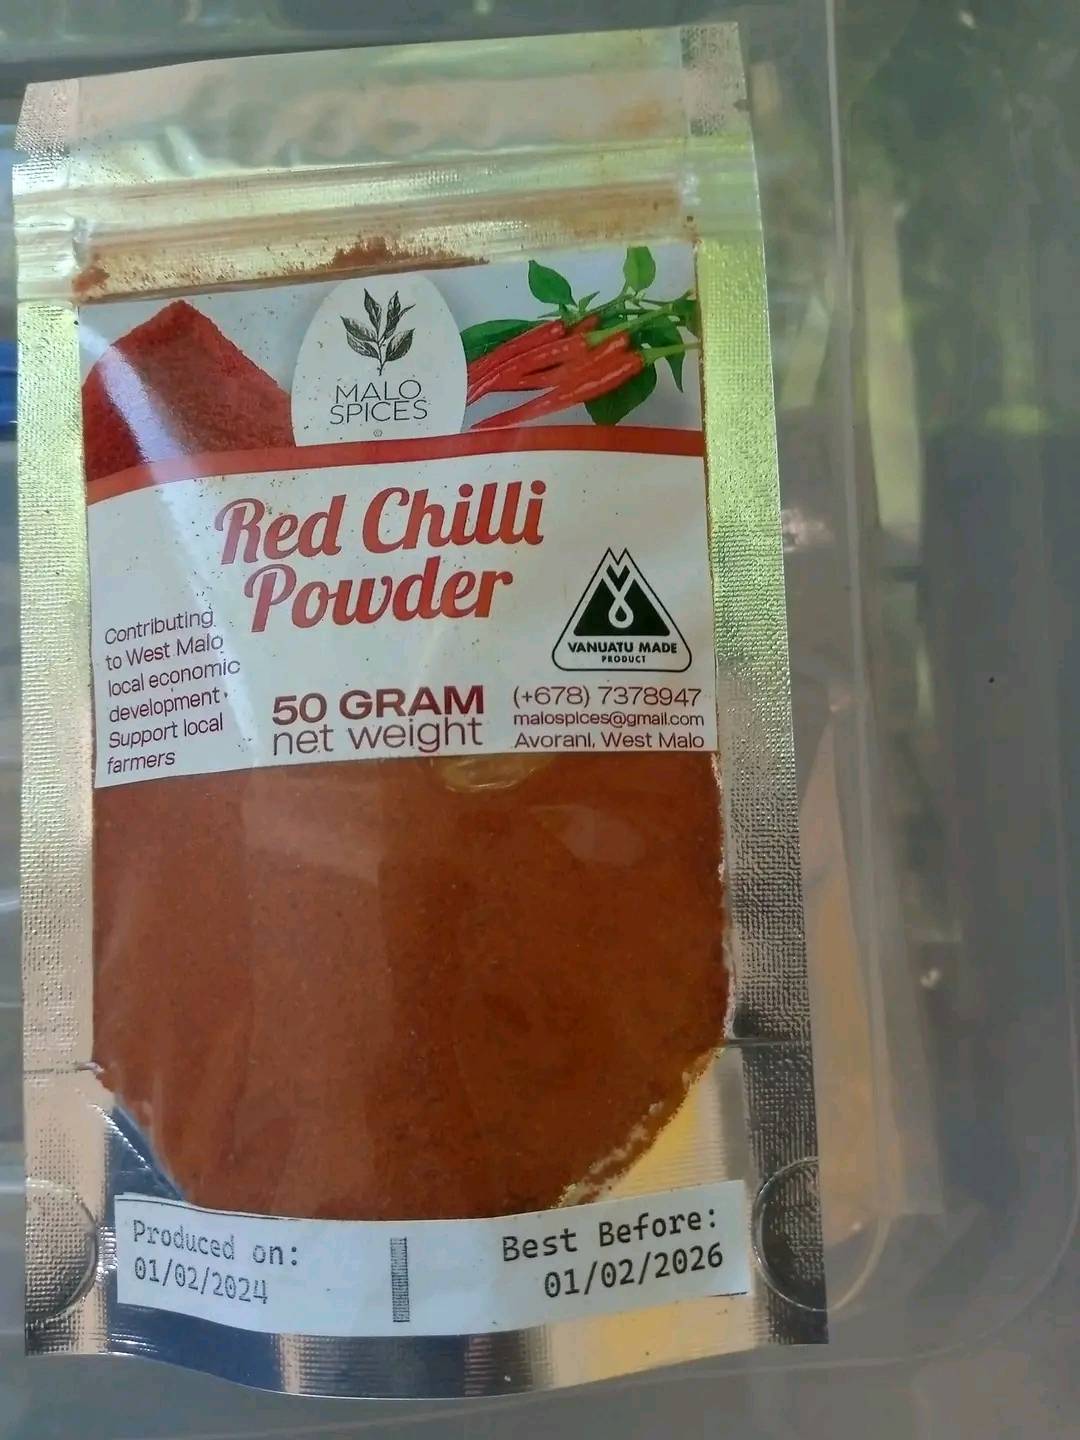 MALO
SPICES
©
Red Chilli
Powder
Contributing
to West Malo
local economic
development.
Support local
farmers
50 GRAM
net weight
VANUATU MADE
PRODUCT
(+678) 7378947
malospices@gmail.com
Avorani, West Malo
Produced on:
01/02/2024
Best Before:
01/02/2026